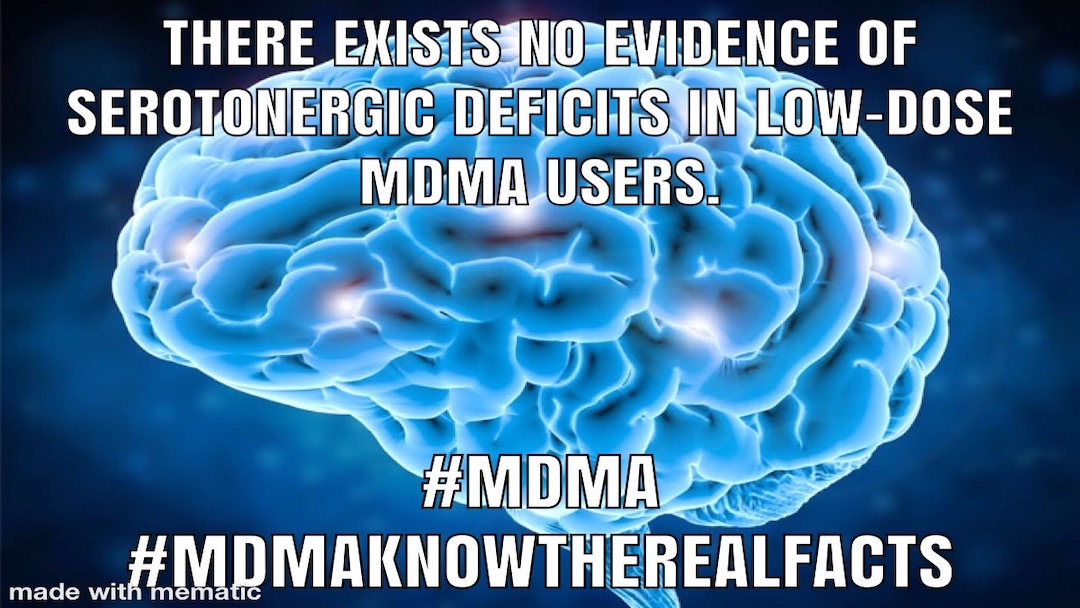 THERE EXISTS NO EVIDENCE OF
SEROTONERGIC DEFICITS IN LOW-DOSE
MDMA USERS.
#MDMA
#MDMAKNOWTHEREALFACTS
made with mematic